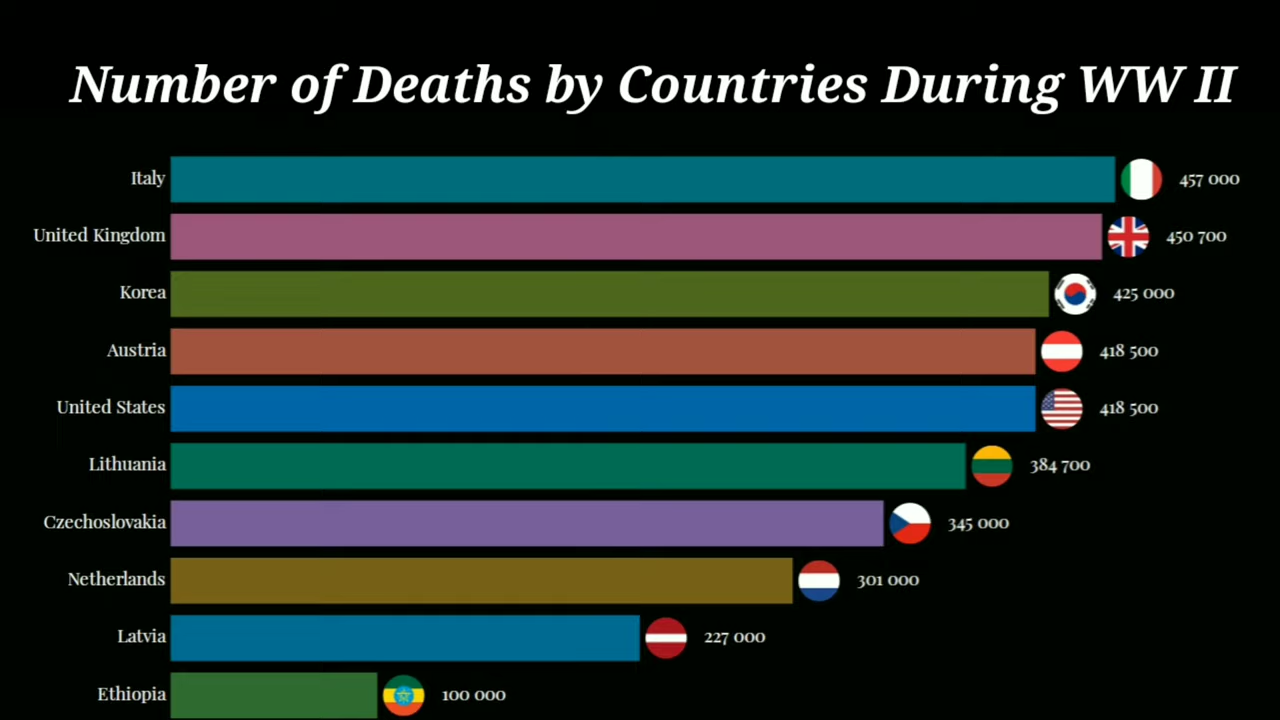 Number of Deaths by Countries During WW II
Italy 457 000
United Kingdom 450 700
Korea 425 000
Austria 418 500
United States 418 500
Lithuania 384 700
Czechoslovakia 345 000
Netherlands 301 000
Latvia 227 000
Ethiopia 100 000